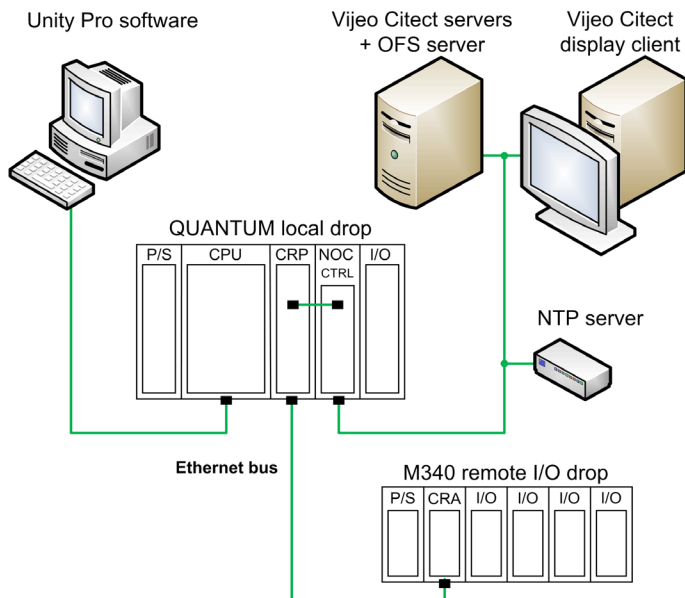 Unity Pro software
Vijeo Citect servers
+ OFS server
Vijeo Citect
display client
QUANTUM local drop
P/S CPU CRP NOC I/O
CTRL
NTP server
Ethernet bus
M340 remote I/O drop
P/S CRA I/O I/O I/O I/O